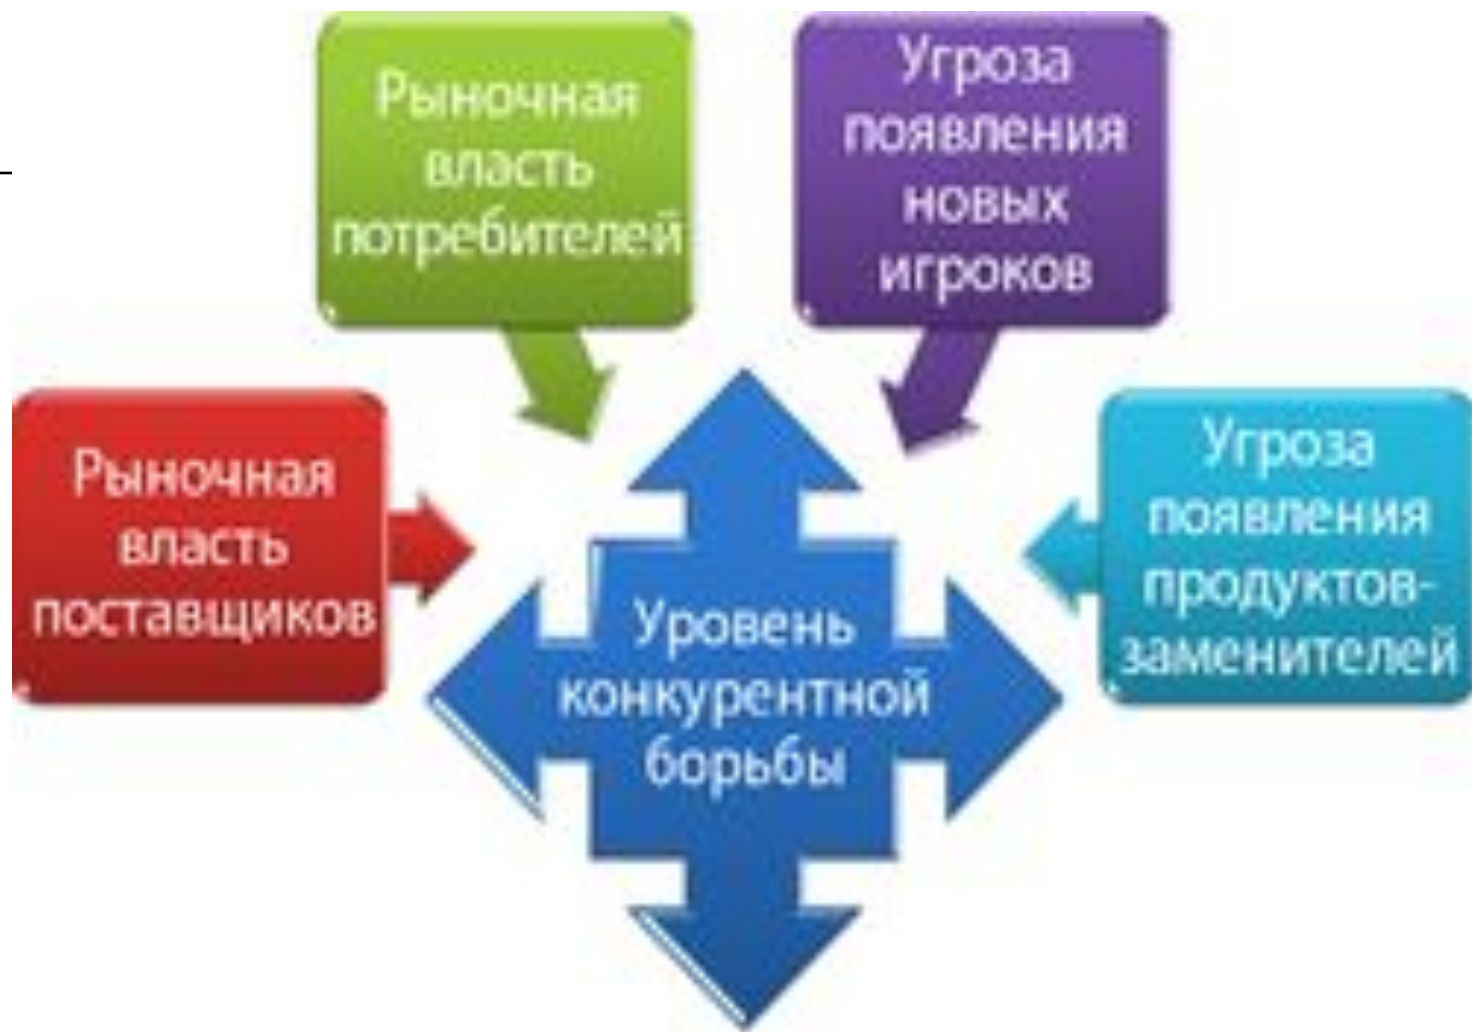 Рыночная
власть
потребителей
Угроза
появления
новых
игроков
Рыночная
власть
поставщиков
Угроза
появления
продуктов-
заменителей
Уровень
конкурентной
борьбы